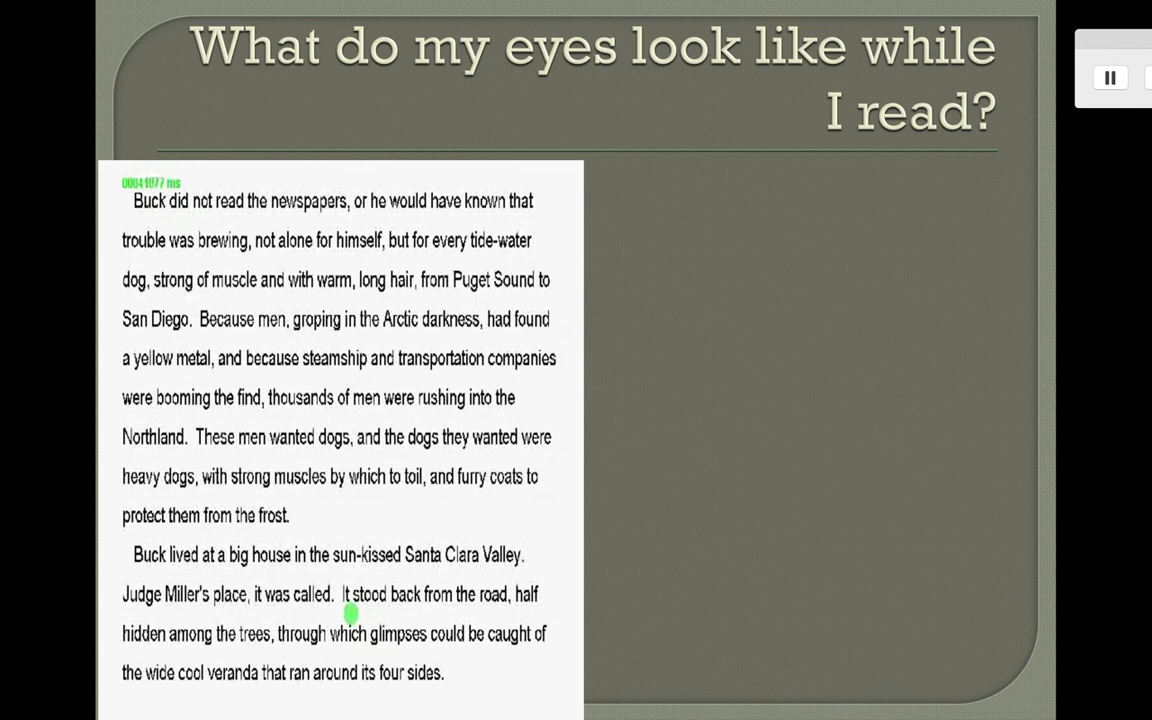 What do my eyes look like while
I read?
00041877 ms
Buck did not read the newspapers, or he would have known that
trouble was brewing, not alone for himself, but for every tide-water
dog, strong of muscle and with warm, long hair, from Puget Sound to
San Diego. Because men, groping in the Arctic darkness, had found
a yellow metal, and because steamship and transportation companies
were booming the find, thousands of men were rushing into the
Northland. These men wanted dogs, and the dogs they wanted were
heavy dogs, with strong muscles by which to toil, and furry coats to
protect them from the frost.
Buck lived at a big house in the sun-kissed Santa Clara Valley.
Judge Miller's place, it was called. It stood back from the road, half
hidden among the trees, through which glimpses could be caught of
the wide cool veranda that ran around its four sides.